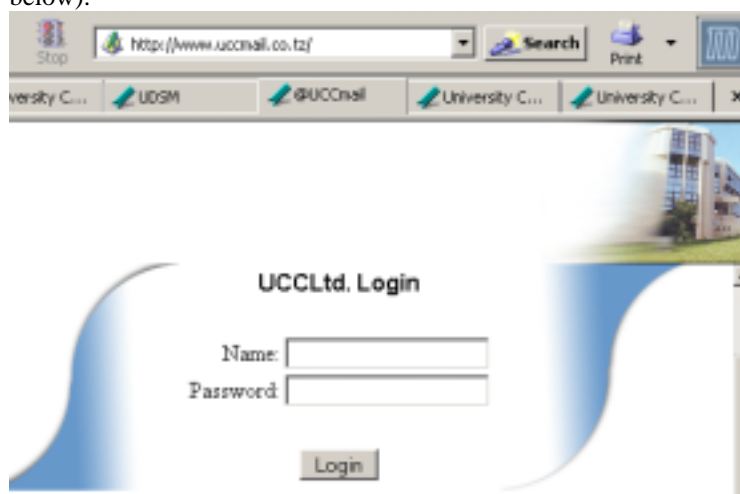 below).
Stop http://www.uccmail.co.tz/ Search Print
versity C... UDSM @UCCmail University C... University C...
UCCLtd. Login
Name:
Password:
Login